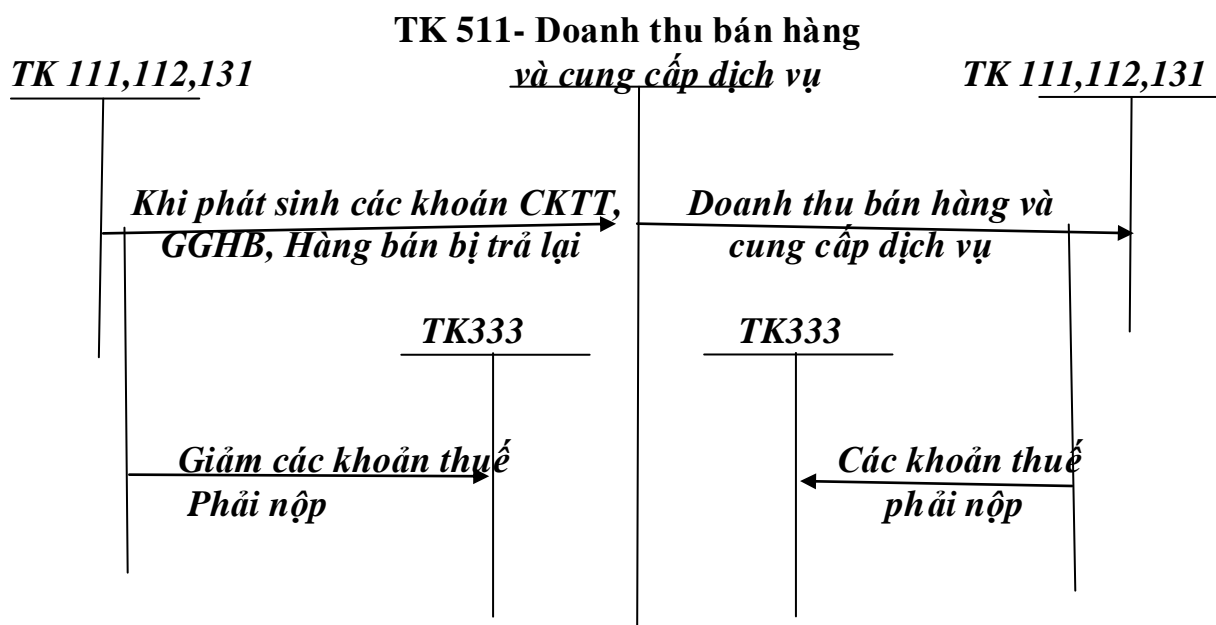 TK 511- Doanh thu bán hàng
và cung cấp dịch vụ
TK 111,112,131
TK 111,112,131
Khi phát sinh các khoán CKTT,
GGHB, Hàng bán bị trả lại
Doanh thu bán hàng và
cung cấp dịch vụ
TK333
TK333
Giảm các khoản thuế
Phải nộp
Các khoản thuế
phải nộp